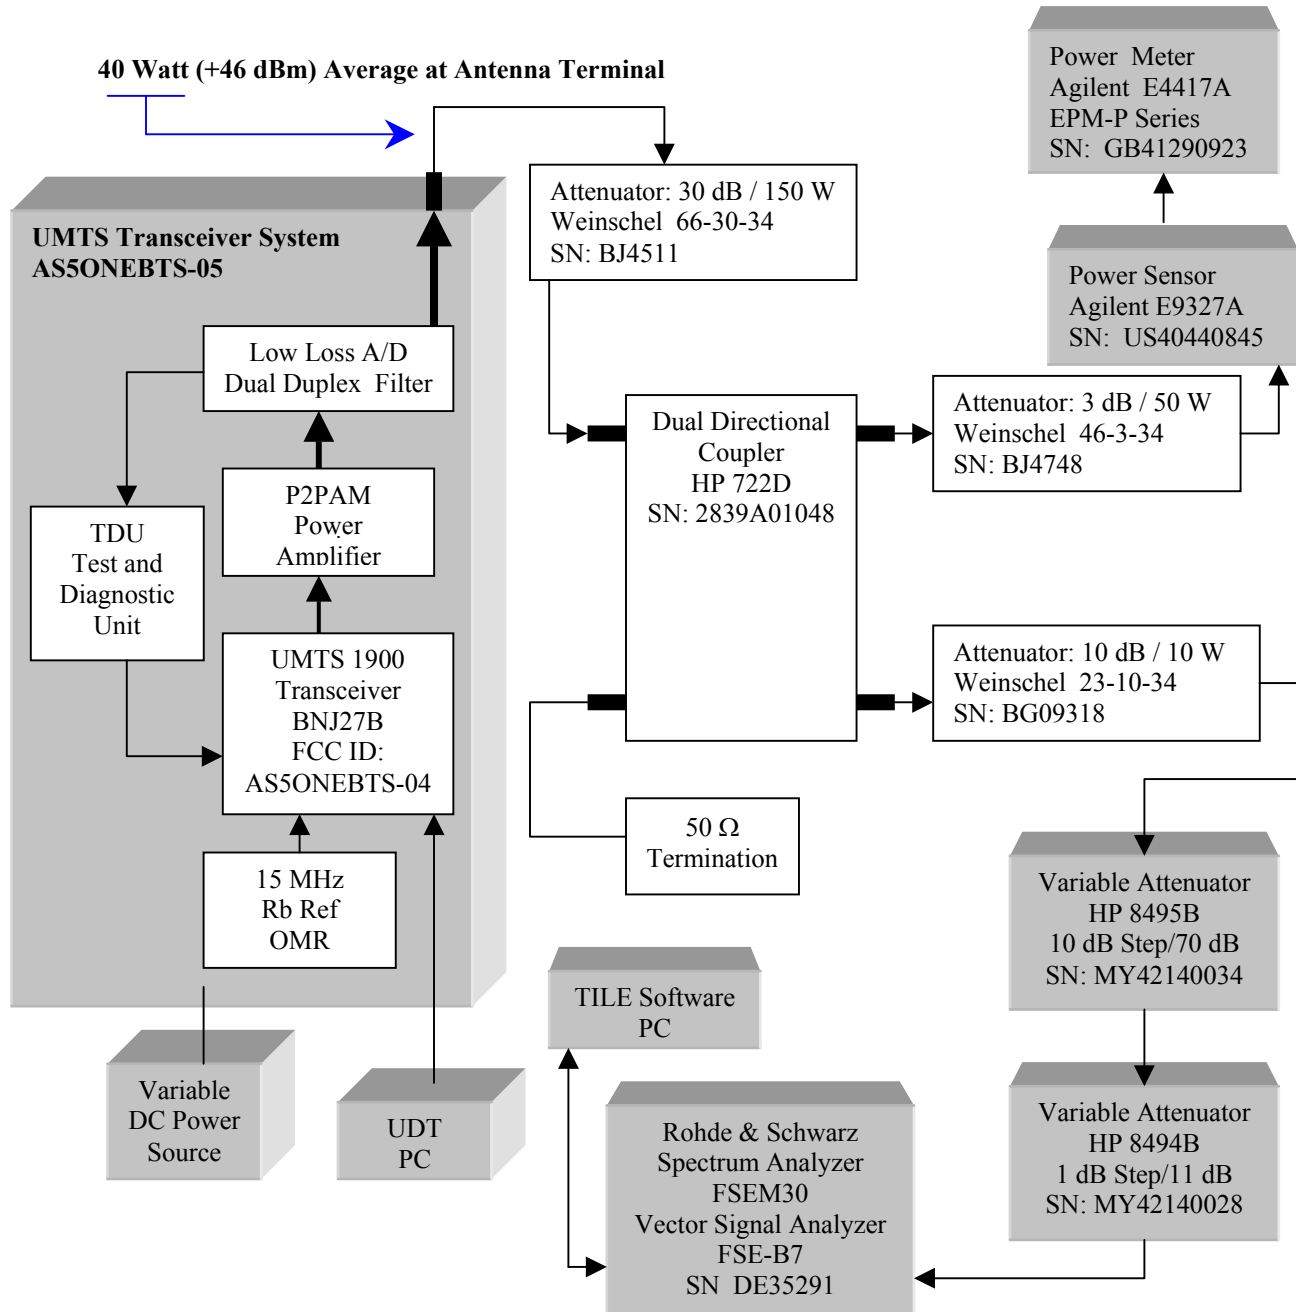 40 Watt (+46 dBm) Average at Antenna Terminal
Power Meter
Agilent E4417A
EPM-P Series
SN: GB41290923
Attenuator: 30 dB / 150 W
Weinschel 66-30-34
SN: BJ4511
UMTS Transceiver System
AS5ONEBTS-05
Power Sensor
Agilent E9327A
SN: US40440845
Low Loss A/D
Dual Duplex Filter
Dual Directional
Coupler
HP 722D
SN: 2839A01048
Attenuator: 3 dB / 50 W
Weinschel 46-3-34
SN: BJ4748
P2PAM
Power
Amplifier
TDU
Test and
Diagnostic
Unit
UMTS 1900
Transceiver
BNJ27B
FCC ID:
AS5ONEBTS-04
Attenuator: 10 dB / 10 W
Weinschel 23-10-34
SN: BG09318
50 Ω
Termination
15 MHz
Rb Ref
OMR
Variable Attenuator
HP 8495B
10 dB Step/70 dB
SN: MY42140034
TILE Software
PC
Variable
DC Power
Source
UDT
PC
Rohde & Schwarz
Spectrum Analyzer
FSEM30
Vector Signal Analyzer
FSE-B7
SN DE35291
Variable Attenuator
HP 8494B
1 dB Step/11 dB
SN: MY42140028